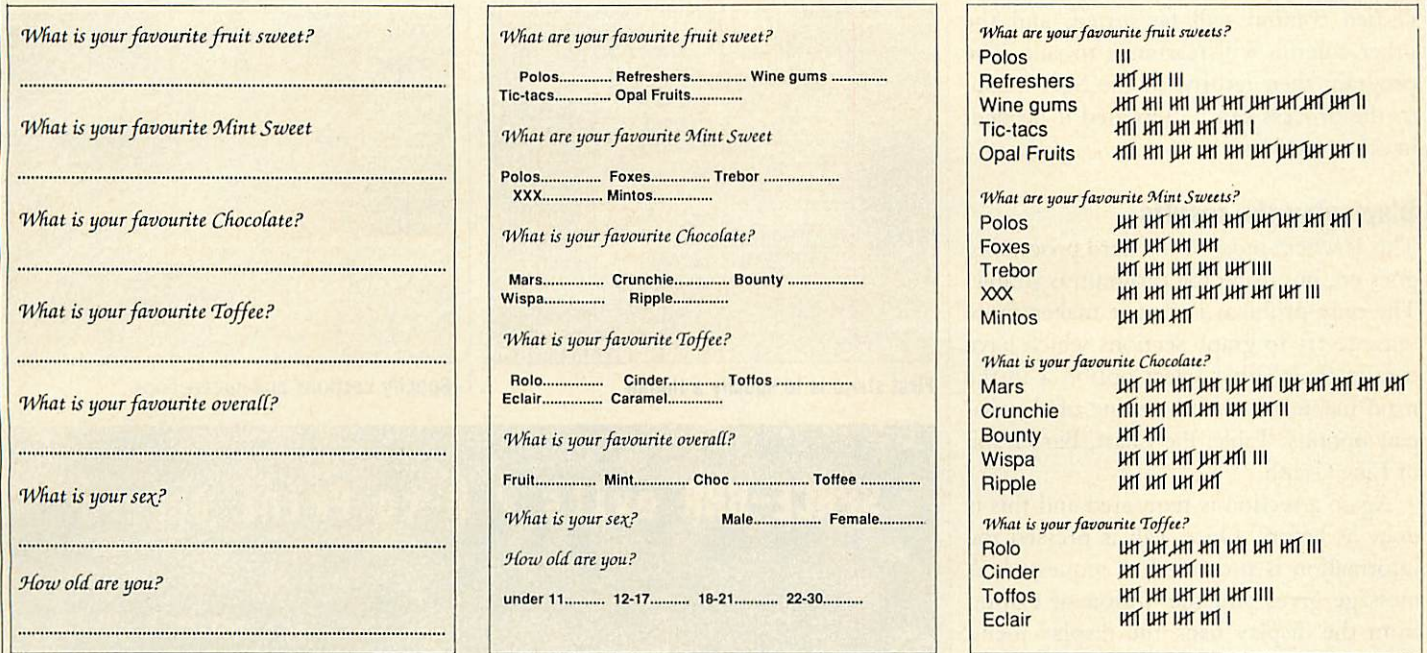 What is your favourite fruit sweet?
What is your favourite Mint Sweet
What is your favourite Chocolate?
What is your favourite Toffee?
What is your favourite overall?
What is your sex?
How old are you?
What are your favourite fruit sweet?
Polos............. Refreshers............. Wine gums .............
Tic-tacs............. Opal Fruits............
What are your favourite Mint Sweet
Polos.............. Foxes.............. Trebor ..................
XXX.............. Mintos..............
What is your favourite Chocolate?
Mars.............. Crunchie.............. Bounty ..................
Wispa.............. Ripple.............
What is your favourite Toffee?
Rolo.............. Cinder.............. Toffos ..................
Eclair.............. Caramel.............
What is your favourite overall?
Fruit.............. Mint............. Choc .................. Toffee ..............
What is your sex? Male................ Female...........
How old are you?
under 11.......... 12-17.......... 18-21.......... 22-30..........
What are your favourite fruit sweets?
Polos
Refreshers
Wine gums
Tic-tacs
Opal Fruits
What are your favourite Mint Sweets?
Polos
Foxes
Trebor
XXX
Mintos
What is your favourite Chocolate?
Mars
Crunchie
Bounty
Wispa
Ripple
What is your favourite Toffee?
Rolo
Cinder
Toffos
Eclair